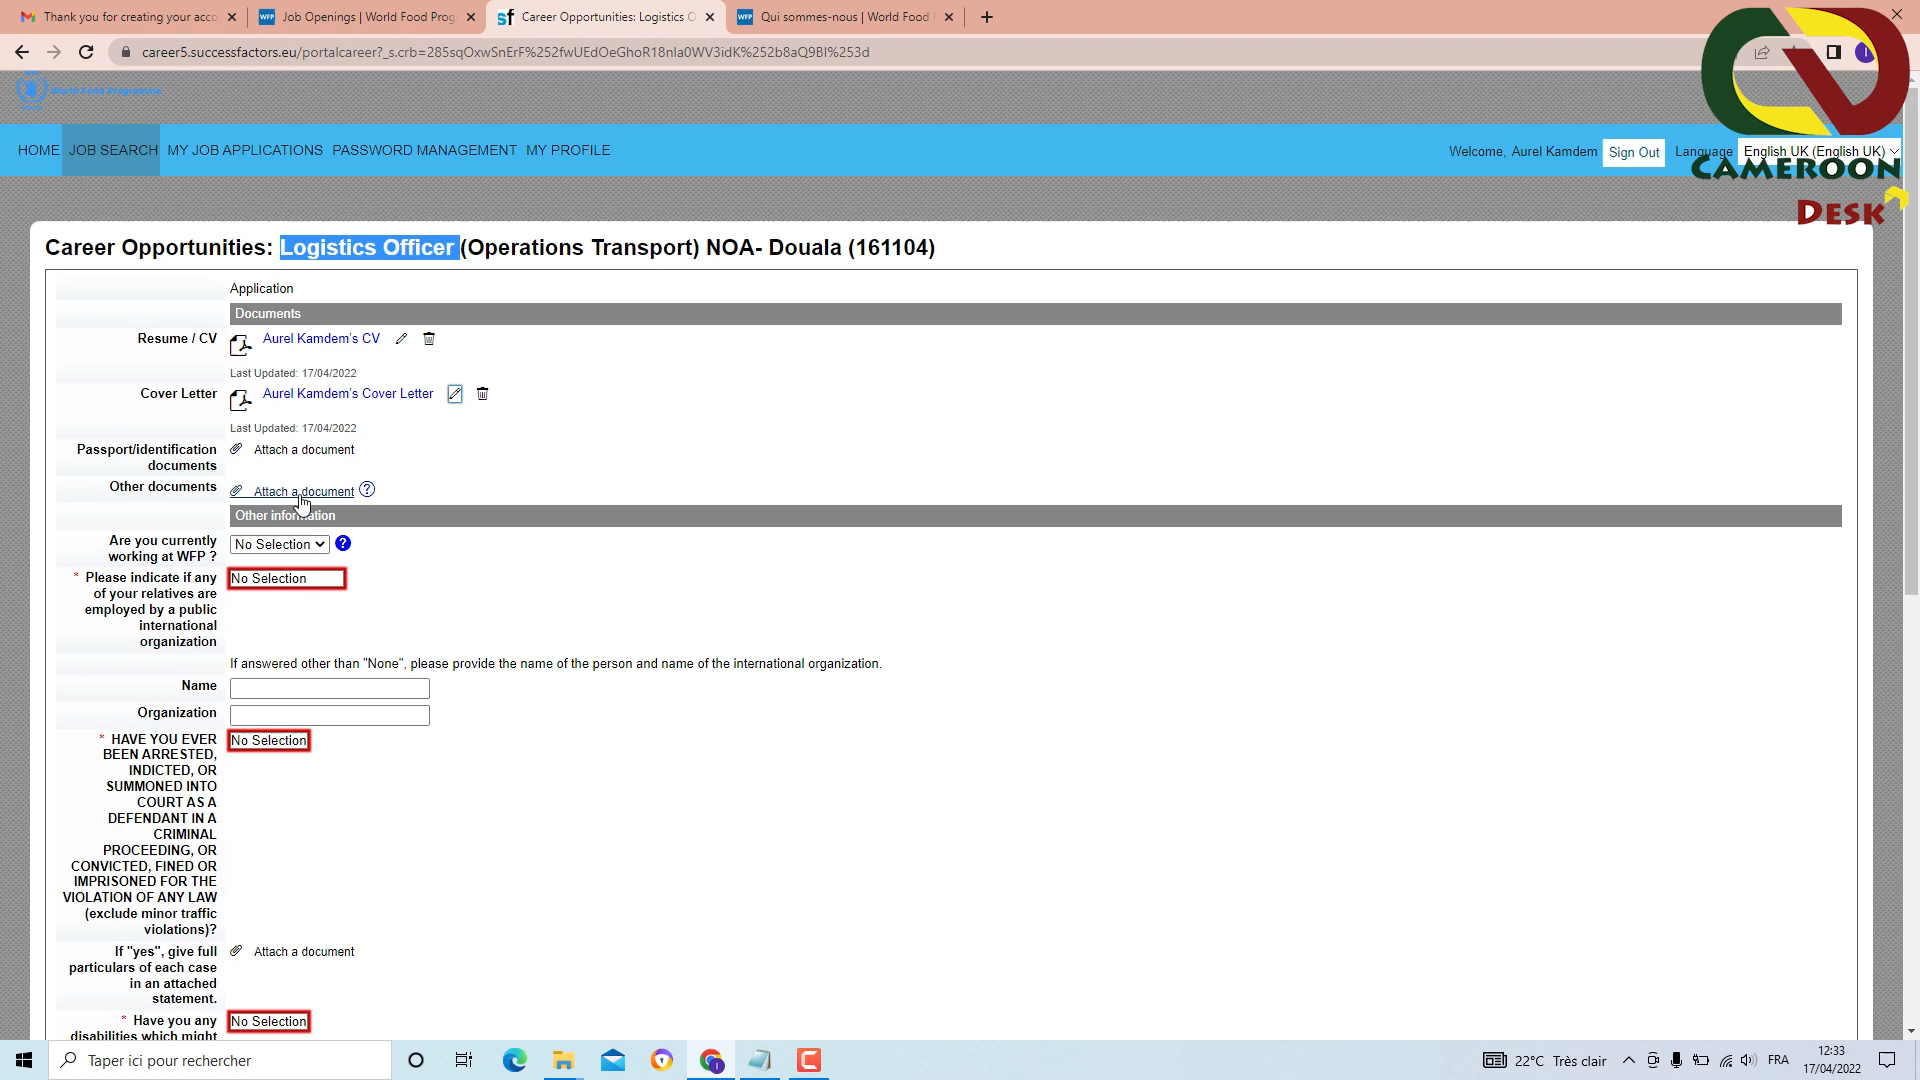 Thank you for creating your acco
Job Openings | World Food Prog
Career Opportunities: Logistics O
Qui sommes-nous | World Food
career5.successfactors.eu/portalcareer?_s.crb=285sqOxwSnErF%252fwUEdOeGhoR18nla0WV3idK%252b8aQ9BI%253d
World Food Programme
HOME JOB SEARCH MY JOB APPLICATIONS PASSWORD MANAGEMENT MY PROFILE
Welcome, Aurel Kamdem Sign Out Language English UK (English UK)
CAMEROON
DESK
Career Opportunities: Logistics Officer (Operations Transport) NOA- Douala (161104)
Application
Documents
Resume / CV Aurel Kamdem's CV
Last Updated: 17/04/2022
Cover Letter Aurel Kamdem's Cover Letter
Last Updated: 17/04/2022
Passport/identification Attach a document
documents
Other documents Attach a document ?
Other information
Are you currently No Selection ?
working at WFP ?
* Please indicate if any No Selection
of your relatives are
employed by a public
international
organization
If answered other than "None", please provide the name of the person and name of the international organization.
Name
Organization
* HAVE YOU EVER No Selection
BEEN ARRESTED,
INDICTED, OR
SUMMONED INTO
COURT AS A
DEFENDANT IN A
CRIMINAL
PROCEEDING, OR
CONVICTED, FINED OR
IMPRISONED FOR THE
VIOLATION OF ANY LAW
(exclude minor traffic
violations)?
If "yes", give full Attach a document
particulars of each case
in an attached
statement.
* Have you any No Selection
disabilities which might
Taper ici pour rechercher
22°C Très clair FRA 12:33
17/04/2022